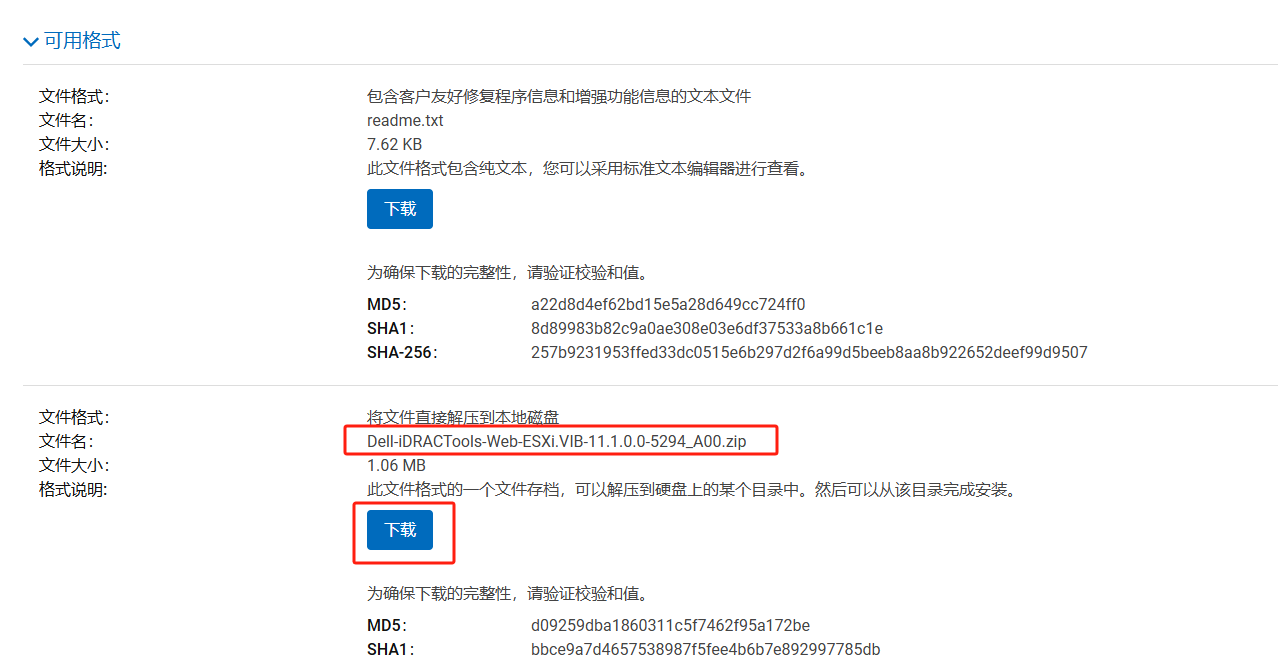 可用格式
文件格式： 包含客户友好修复程序信息和增强功能信息的文本文件
文件名： readme.txt
文件大小： 7.62 KB
格式说明： 此文件格式包含纯文本，您可以采用标准文本编辑器进行查看。
下载
为确保下载的完整性，请验证校验和值。
MD5： a22d8d4ef62bd15e5a28d649cc724ff0
SHA1： 8d89983b82c9a0ae308e03e6df37533a8b661c1e
SHA-256： 257b9231953ffed33dc0515e6b297d2f6a99d5beeb8aa8b922652deef99d9507
文件格式： 将文件直接解压到本地磁盘
文件名： Dell-iDRACTools-Web-ESXi.VIB-11.1.0.0-5294_A00.zip
文件大小： 1.06 MB
格式说明： 此文件格式的一个文件存档，可以解压到硬盘上的某个目录中。然后可以从该目录完成安装。
下载
为确保下载的完整性，请验证校验和值。
MD5： d09259dba1860311c5f7462f95a172be
SHA1： bbce9a7d4657538987f5fee4b6b7e892997785db